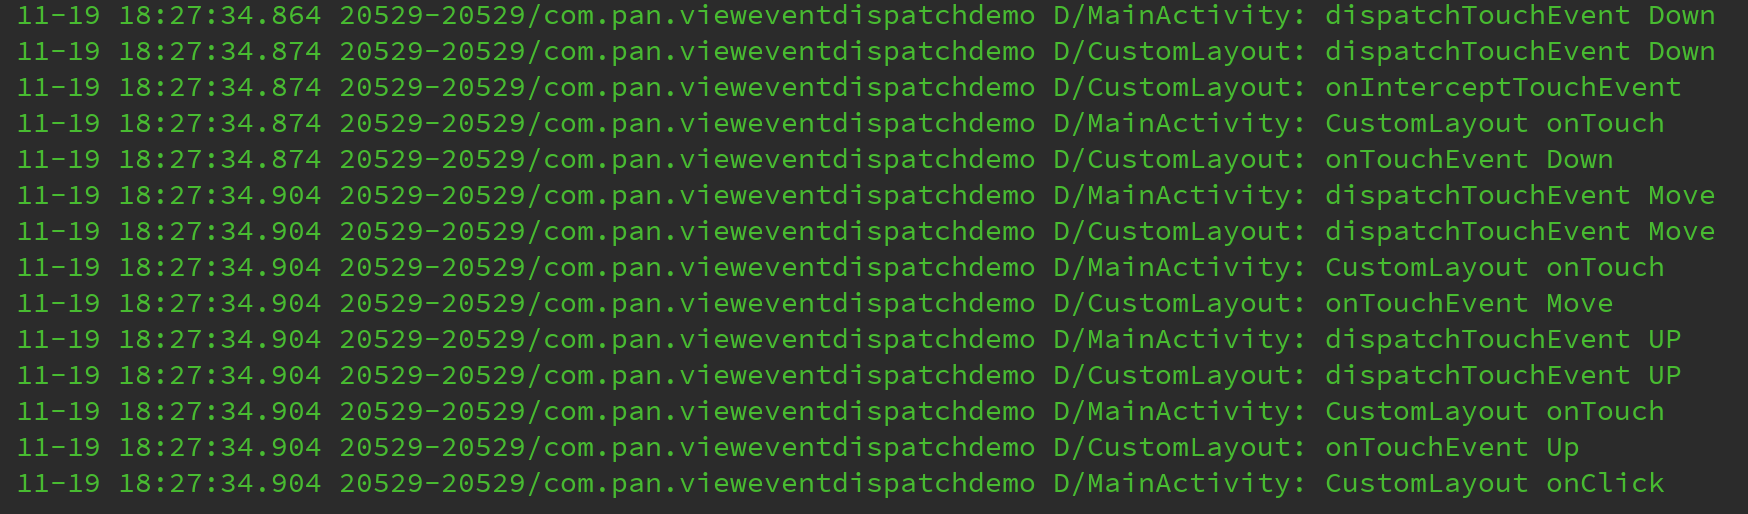 11-19 18:27:34.864 20529-20529/com.pan.vieweventdispatchdemo D/MainActivity: dispatchTouchEvent Down
11-19 18:27:34.874 20529-20529/com.pan.vieweventdispatchdemo D/CustomLayout: dispatchTouchEvent Down
11-19 18:27:34.874 20529-20529/com.pan.vieweventdispatchdemo D/CustomLayout: onInterceptTouchEvent
11-19 18:27:34.874 20529-20529/com.pan.vieweventdispatchdemo D/MainActivity: CustomLayout onTouch
11-19 18:27:34.874 20529-20529/com.pan.vieweventdispatchdemo D/CustomLayout: onTouchEvent Down
11-19 18:27:34.904 20529-20529/com.pan.vieweventdispatchdemo D/MainActivity: dispatchTouchEvent Move
11-19 18:27:34.904 20529-20529/com.pan.vieweventdispatchdemo D/CustomLayout: dispatchTouchEvent Move
11-19 18:27:34.904 20529-20529/com.pan.vieweventdispatchdemo D/MainActivity: CustomLayout onTouch
11-19 18:27:34.904 20529-20529/com.pan.vieweventdispatchdemo D/CustomLayout: onTouchEvent Move
11-19 18:27:34.904 20529-20529/com.pan.vieweventdispatchdemo D/MainActivity: dispatchTouchEvent UP
11-19 18:27:34.904 20529-20529/com.pan.vieweventdispatchdemo D/CustomLayout: dispatchTouchEvent UP
11-19 18:27:34.904 20529-20529/com.pan.vieweventdispatchdemo D/MainActivity: CustomLayout onTouch
11-19 18:27:34.904 20529-20529/com.pan.vieweventdispatchdemo D/CustomLayout: onTouchEvent Up
11-19 18:27:34.904 20529-20529/com.pan.vieweventdispatchdemo D/MainActivity: CustomLayout onClick